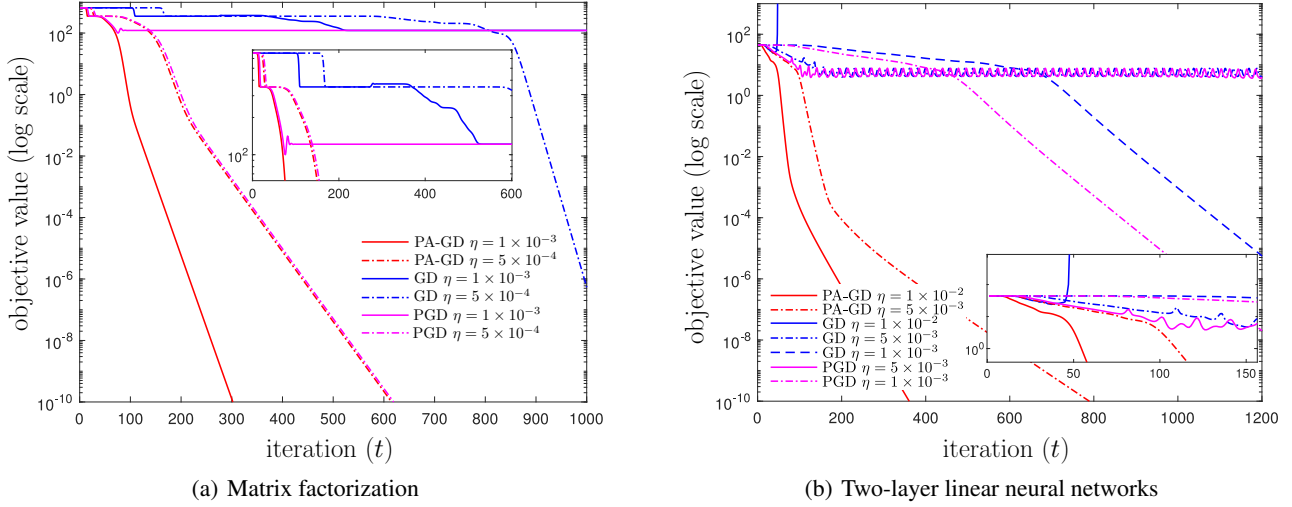 objective value (log scale)
10^2
10^0
10^-2
10^-4
10^-6
10^-8
10^-10
10^2
0 200 400 600
PA-GD η = 1 × 10^-3
PA-GD η = 5 × 10^-4
GD η = 1 × 10^-3
GD η = 5 × 10^-4
PGD η = 1 × 10^-3
PGD η = 5 × 10^-4
0 100 200 300 400 500 600 700 800 900 1000
iteration (t)
(a) Matrix factorization
objective value (log scale)
10^2
10^0
10^-2
10^-4
10^-6
10^-8
10^-10
PA-GD η = 1 × 10^-2
PA-GD η = 5 × 10^-3
GD η = 1 × 10^-2
GD η = 5 × 10^-3
GD η = 1 × 10^-3
PGD η = 5 × 10^-3
PGD η = 1 × 10^-3
10^0
0 50 100 150
0 200 400 600 800 1000 1200
iteration (t)
(b) Two-layer linear neural networks